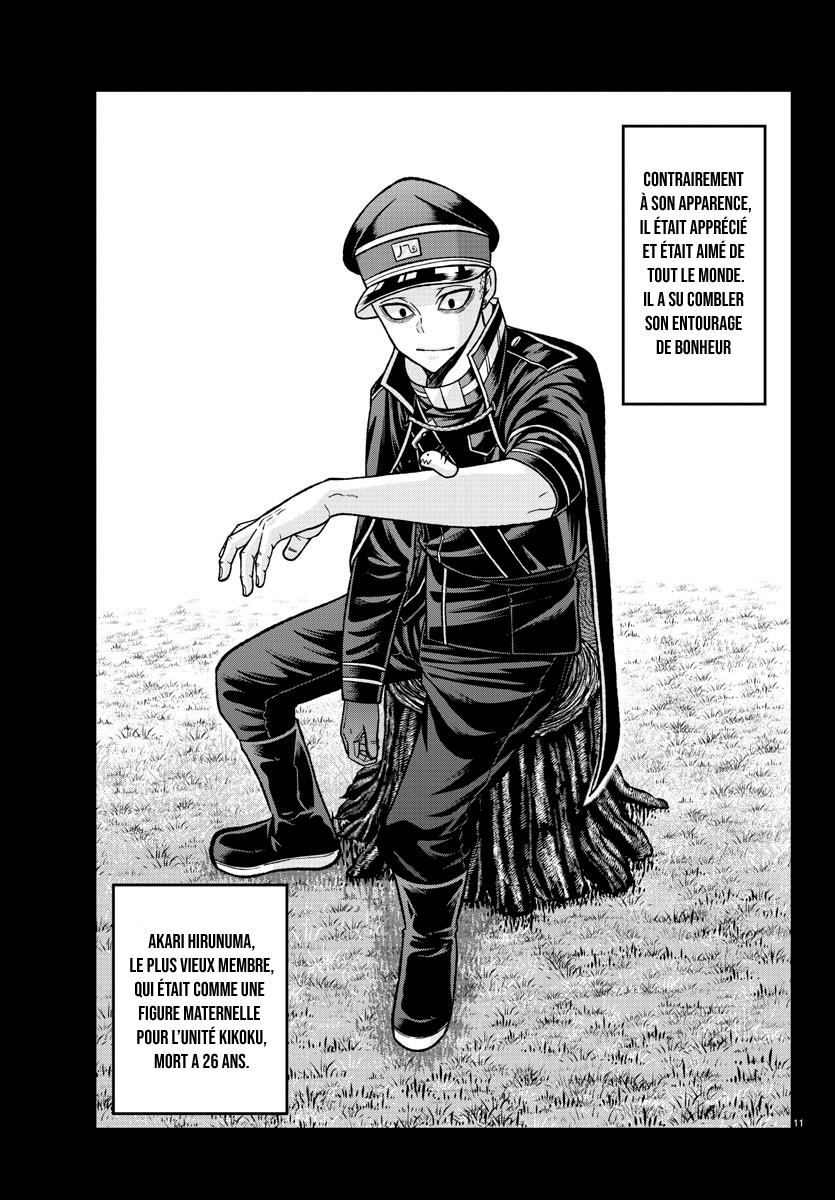 CONTRAIREMENT
À SON APPARENCE,
IL ÉTAIT APPRÉCIÉ
ET ÉTAIT AIMÉ DE
TOUT LE MONDE.
IL A SU COMBLER
SON ENTOURAGE
DE BONHEUR
AKARI HIRUNUMA,
LE PLUS VIEUX MEMBRE,
QUI ÉTAIT COMME UNE
FIGURE MATERNELLE
POUR L'UNITÉ KIKOKU,
MORT A 26 ANS.
11